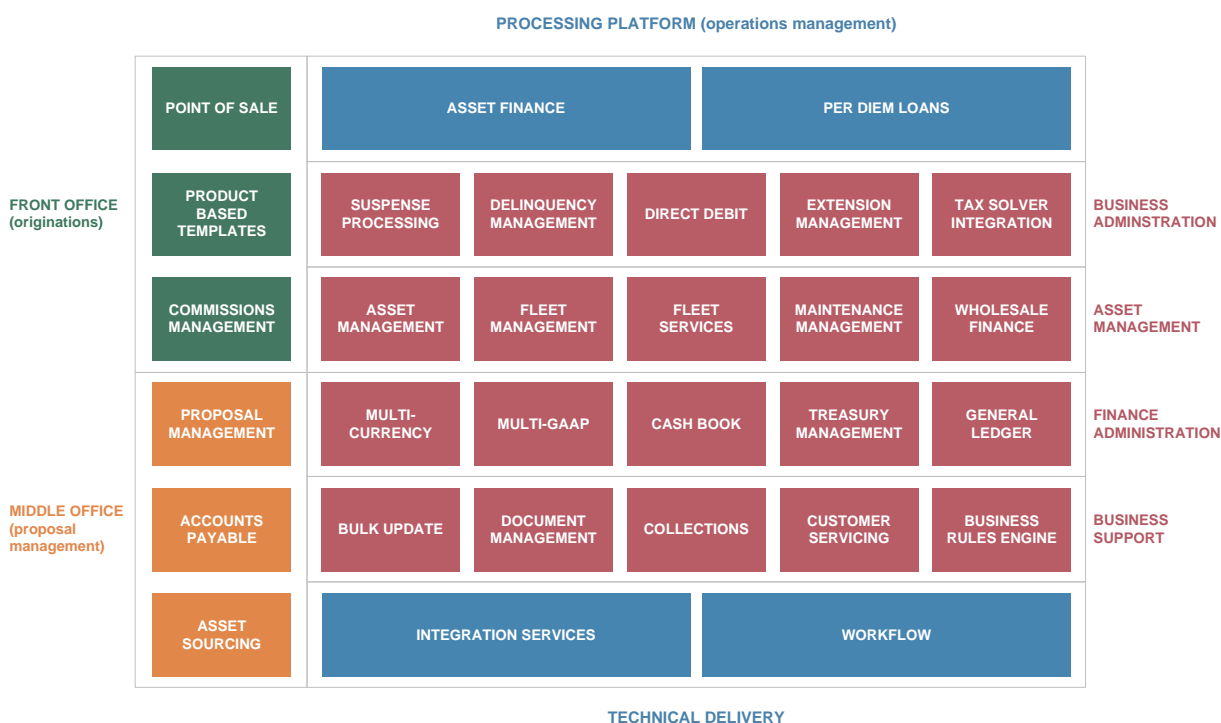 PROCESSING PLATFORM (operations management)
POINT OF SALE
ASSET FINANCE
PER DIEM LOANS
FRONT OFFICE
(originations)
PRODUCT
BASED
TEMPLATES
SUSPENSE
PROCESSING
DELINQUENCY
MANAGEMENT
DIRECT DEBIT
EXTENSION
MANAGEMENT
TAX SOLVER
INTEGRATION
BUSINESS
ADMINSTRATION
COMMISSIONS
MANAGEMENT
ASSET
MANAGEMENT
FLEET
MANAGEMENT
FLEET
SERVICES
MAINTENANCE
MANAGEMENT
WHOLESALE
FINANCE
ASSET
MANAGEMENT
PROPOSAL
MANAGEMENT
MULTI-
CURRENCY
MULTI-GAAP
CASH BOOK
TREASURY
MANAGEMENT
GENERAL
LEDGER
FINANCE
ADMINISTRATION
MIDDLE OFFICE
(proposal
management)
ACCOUNTS
PAYABLE
BULK UPDATE
DOCUMENT
MANAGEMENT
COLLECTIONS
CUSTOMER
SERVICING
BUSINESS
RULES ENGINE
BUSINESS
SUPPORT
ASSET
SOURCING
INTEGRATION SERVICES
WORKFLOW
TECHNICAL DELIVERY